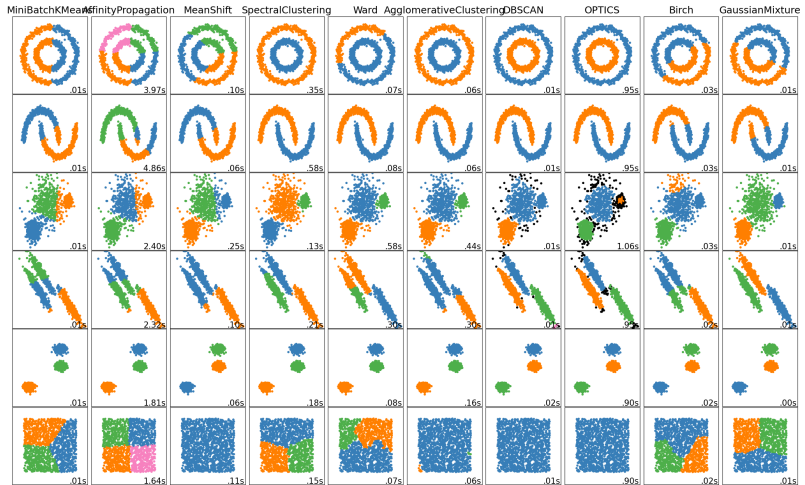 MiniBatchKMeans AffinityPropagation MeanShift SpectralClustering Ward AgglomerativeClustering DBSCAN OPTICS Birch GaussianMixture
.01s 3.97s .10s .35s .07s .06s .01s .95s .03s .01s
.01s 4.86s .06s .58s .08s .06s .01s .95s .03s .01s
.01s 2.40s .25s .13s .58s .44s .01s 1.06s .03s .01s
.01s 2.32s .10s .21s .30s .30s .01s .02s .01s
.01s 1.81s .06s .18s .08s .16s .02s .90s .02s .00s
.01s 1.64s .11s .15s .07s .06s .02s .90s .02s .01s